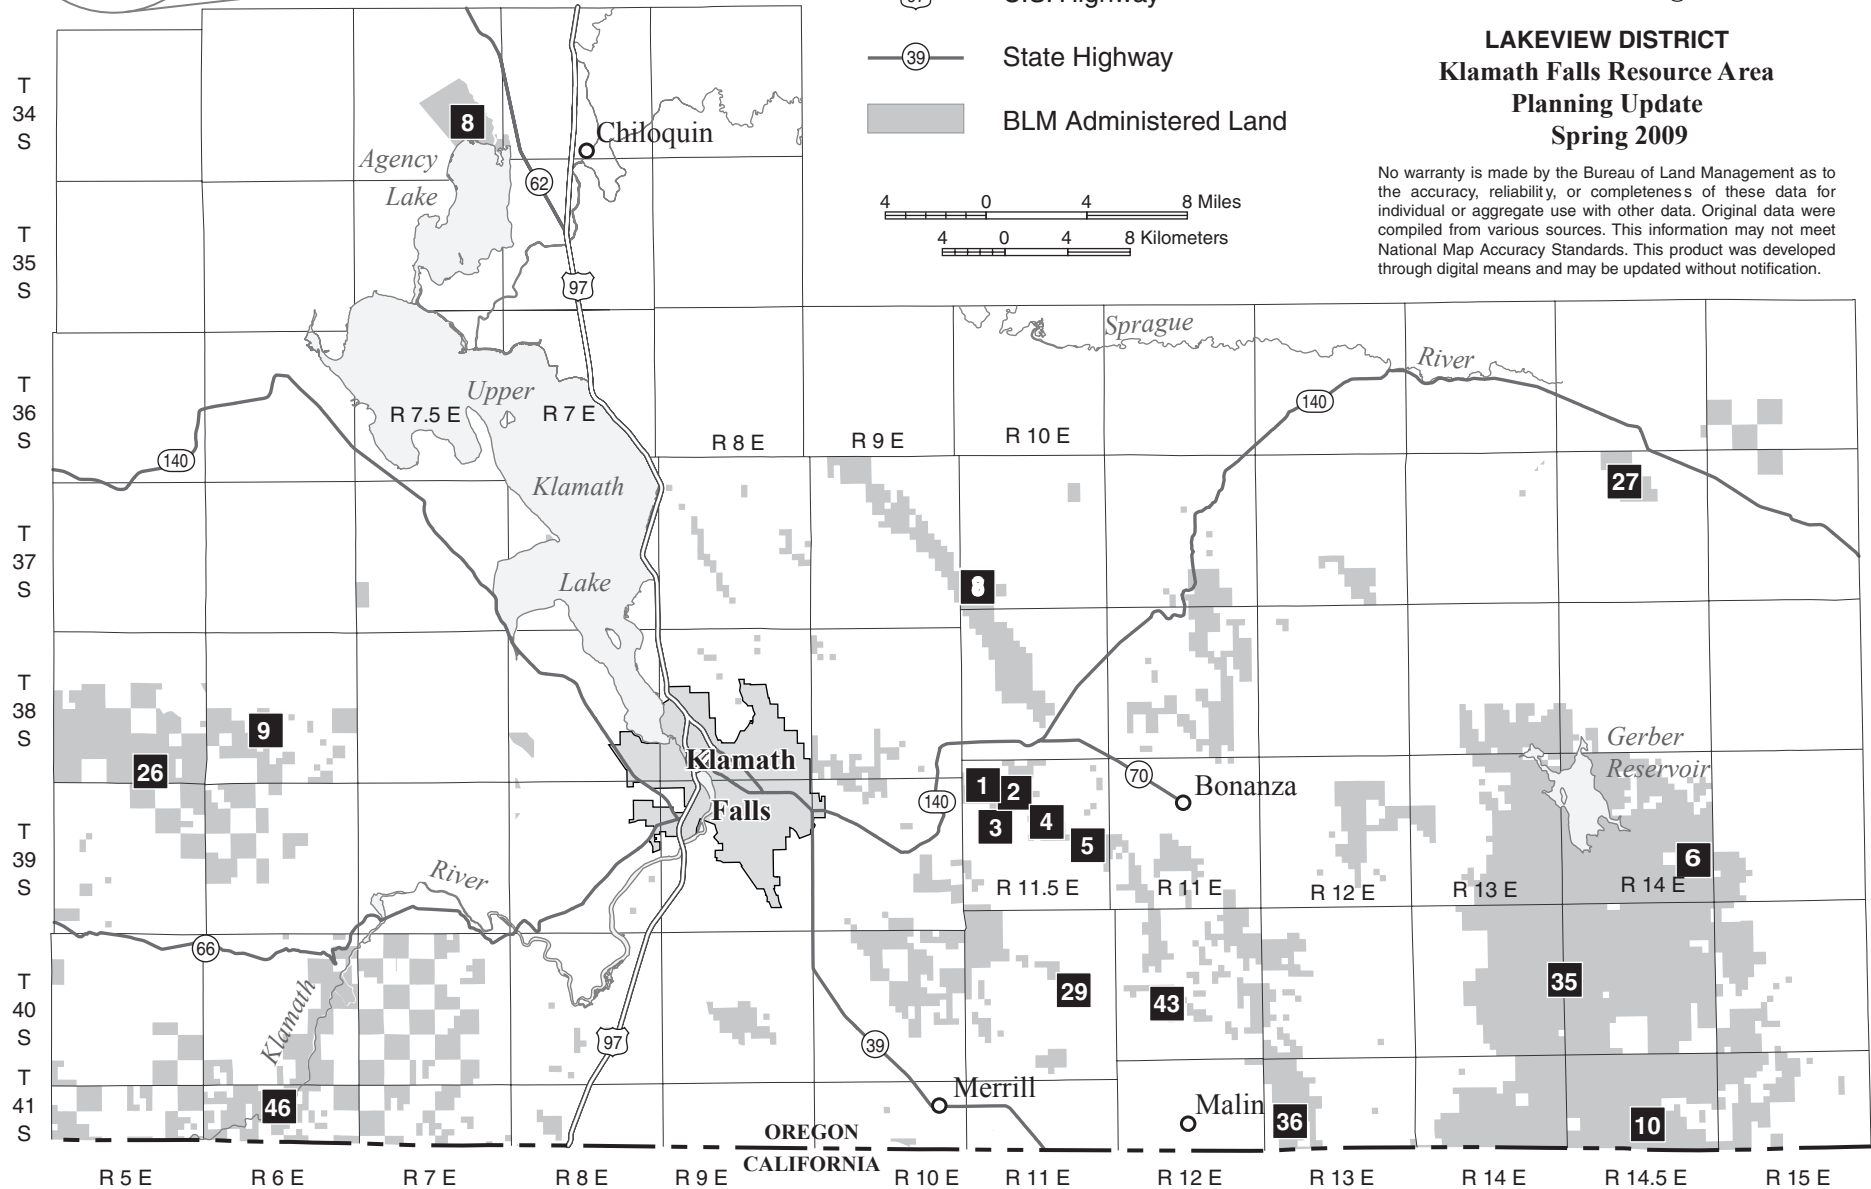 39
State Highway
BLM Administered Land
4 0 4 8 Miles
4 0 4 8 Kilometers
LAKEVIEW DISTRICT
Klamath Falls Resource Area
Planning Update
Spring 2009
No warranty is made by the Bureau of Land Management as to
the accuracy, reliability, or completeness of these data for
individual or aggregate use with other data. Original data were
compiled from various sources. This information may not meet
National Map Accuracy Standards. This product was developed
through digital means and may be updated without notification.
T
34
S
8
Chiloquin
Agency
Lake
62
T
35
S
97
Sprague
River
T
36
S
Upper
R 7.5 E
R 7 E
R 8 E
R 9 E
R 10 E
140
140
27
Klamath
T
37
S
Lake
8
T
38
S
9
26
Klamath
Falls
Gerber
Reservoir
70
Bonanza
140
1
2
3
4
5
6
T
39
S
River
R 11.5 E
R 11 E
R 12 E
R 13 E
R 14 E
66
T
40
S
Klamath
97
39
29
43
35
T
41
S
46
Merrill
Malin
36
10
OREGON
CALIFORNIA
R 5 E
R 6 E
R 7 E
R 8 E
R 9 E
R 10 E
R 11 E
R 12 E
R 13 E
R 14 E
R 14.5 E
R 15 E